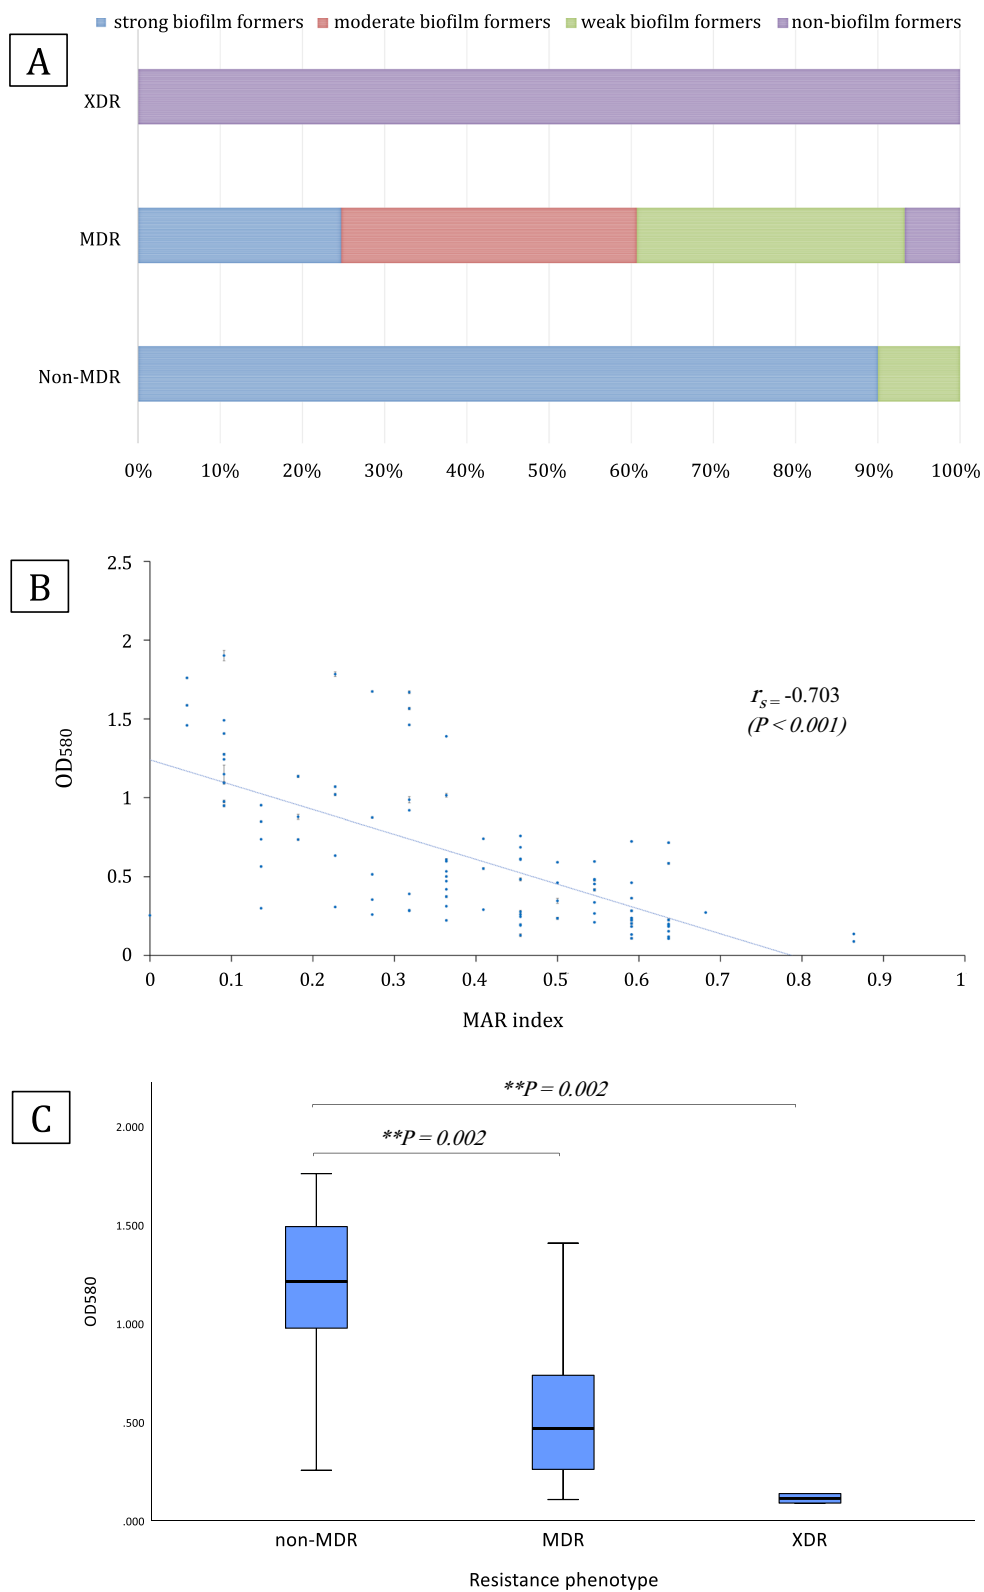 strong biofilm formers moderate biofilm formers weak biofilm formers non-biofilm formers
A
XDR
MDR
Non-MDR
0% 10% 20% 30% 40% 50% 60% 70% 80% 90% 100%
B
2.5
2
1.5
1
0.5
0
OD580
rs= -0.703
(P < 0.001)
0 0.1 0.2 0.3 0.4 0.5 0.6 0.7 0.8 0.9 1
MAR index
C
**P = 0.002
**P = 0.002
2.000
1.500
1.000
.500
.000
OD580
non-MDR MDR XDR
Resistance phenotype